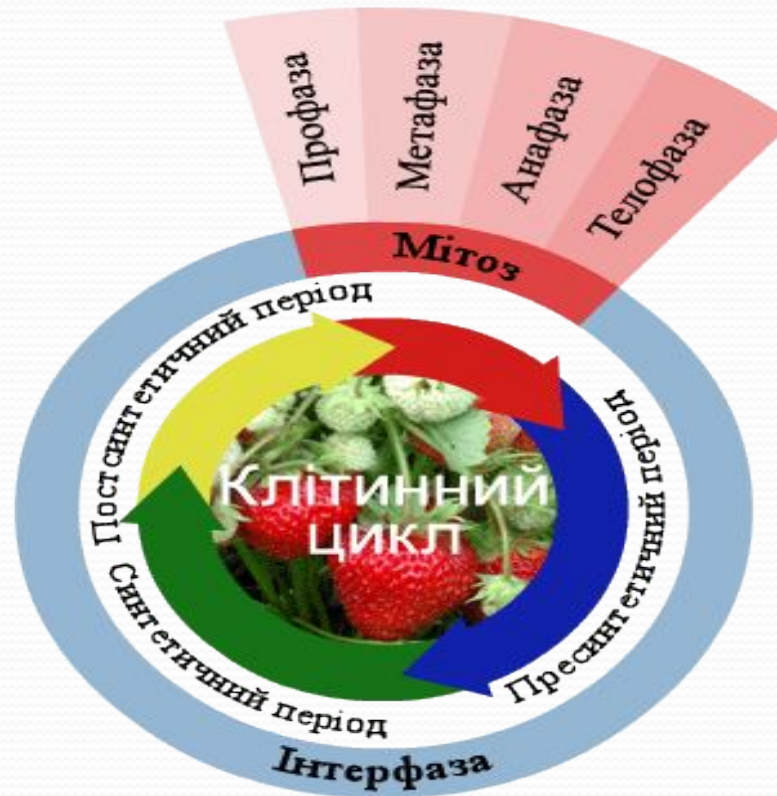 Профаза
Метафаза
Анафаза
Телофаза
Мітоз
Постсинтетичний період
Пресинтетичний період
Клітинний
цикл
Синтетичний період
Інтерфаза